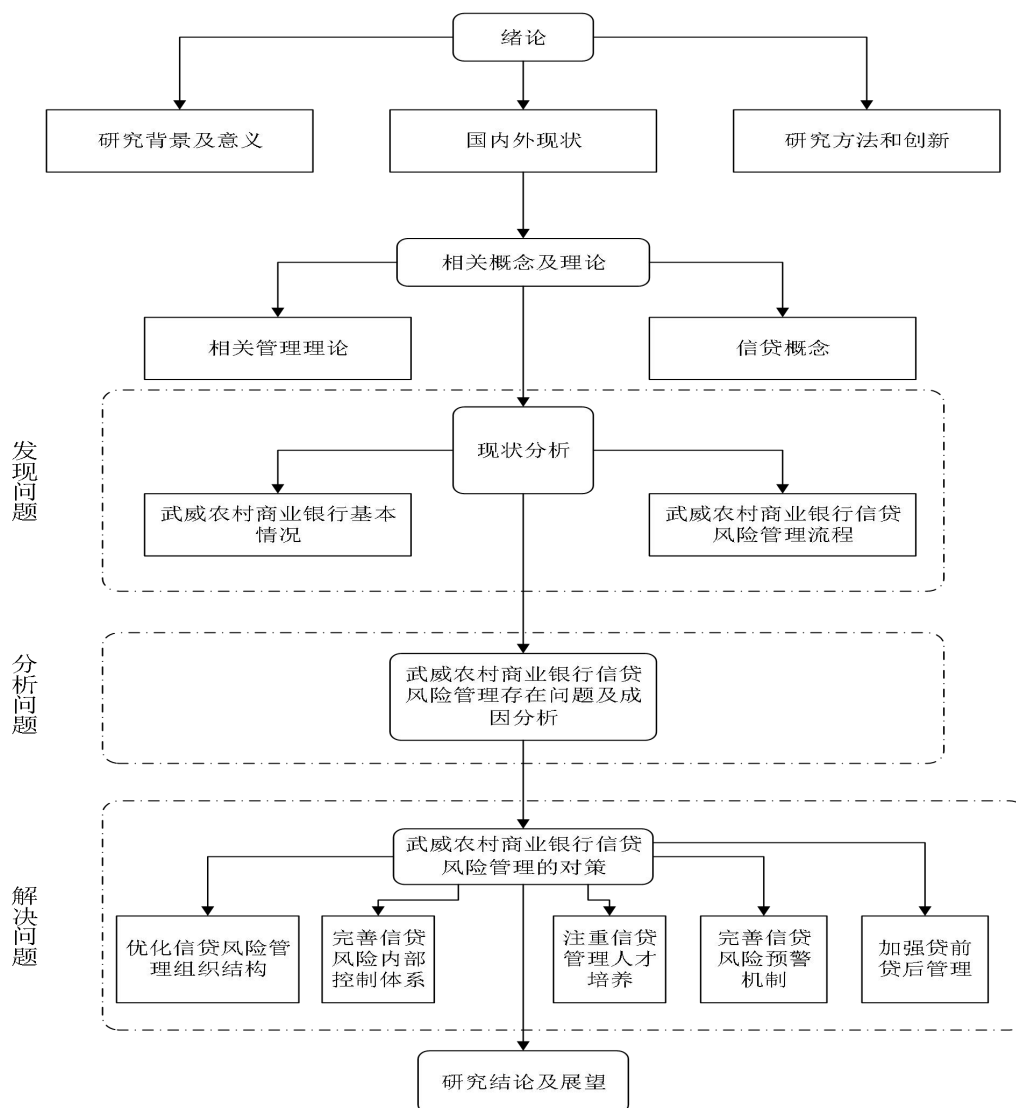 绪论
研究背景及意义
国内外现状
研究方法和创新
相关概念及理论
相关管理理论
信贷概念
发现问题
现状分析
武威农村商业银行基本
情况
武威农村商业银行信贷
风险管理流程
分析问题
武威农村商业银行信贷
风险管理存在问题及成
因分析
解决问题
武威农村商业银行信贷
风险管理的对策
优化信贷风险管
理组织结构
完善信贷
风险内部
控制体系
注重信贷
管理人才
培养
完善信贷
风险预警
机制
加强贷前
贷后管理
研究结论及展望